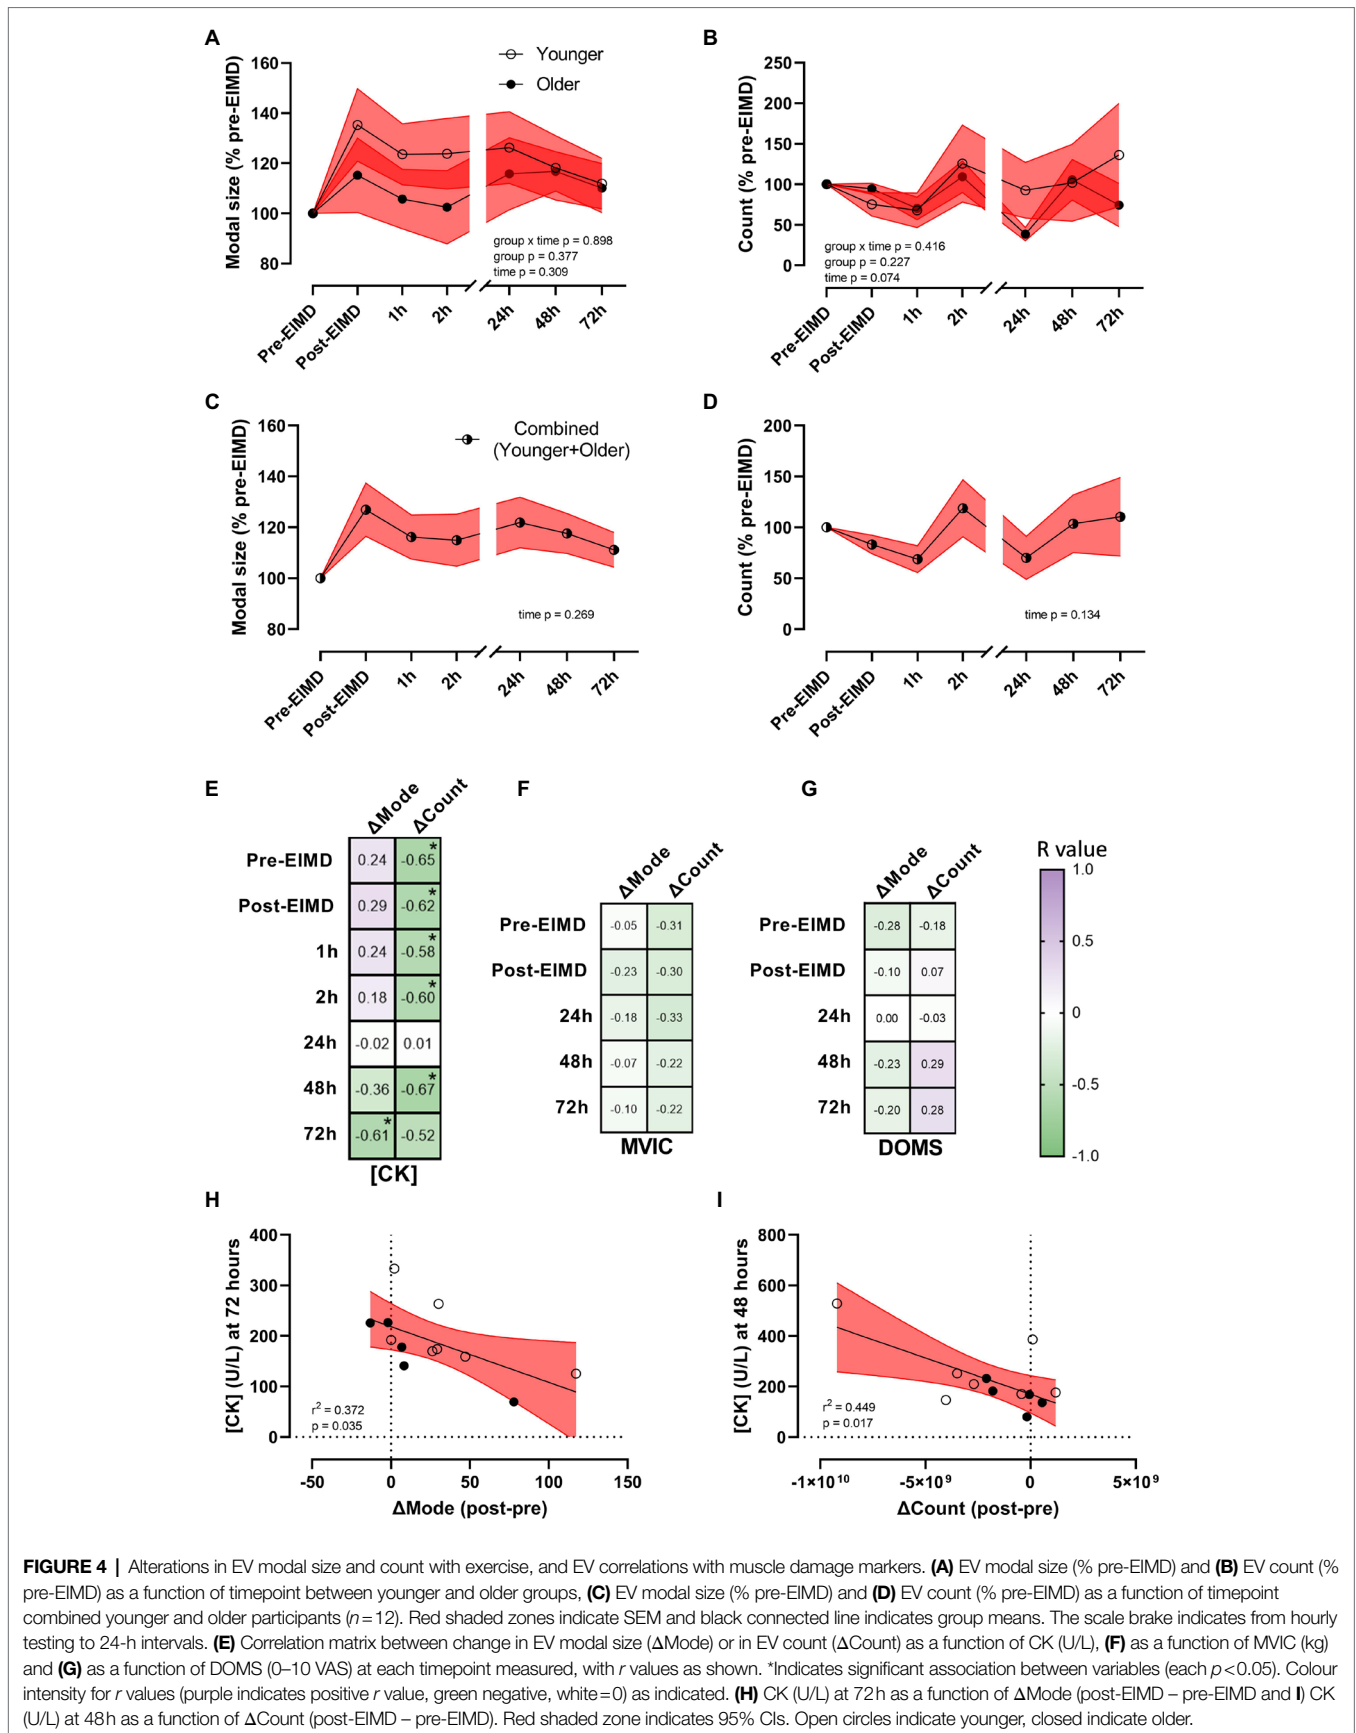 A
Younger
Older
Modal size (% pre-EIMD)
160
140
120
100
80
group x time p = 0.898
group p = 0.377
time p = 0.309
Pre-EIMD
Post-EIMD
1h
2h
24h
48h
72h
B
Count (% pre-EIMD)
250
200
150
100
50
0
group x time p = 0.416
group p = 0.227
time p = 0.074
Pre-EIMD
Post-EIMD
1h
2h
24h
48h
72h
C
Combined
(Younger+Older)
Modal size (% pre-EIMD)
160
140
120
100
80
time p = 0.269
Pre-EIMD
Post-EIMD
1h
2h
24h
48h
72h
D
Count (% pre-EIMD)
200
150
100
50
0
time p = 0.134
Pre-EIMD
Post-EIMD
1h
2h
24h
48h
72h
E
ΔMode ΔCount
Pre-EIMD 0.24 -0.65*
Post-EIMD 0.29 -0.62*
1h 0.24 -0.58*
2h 0.18 -0.60*
24h -0.02 0.01
48h -0.36 -0.67*
72h -0.61* -0.52
[CK]
F
ΔMode ΔCount
Pre-EIMD -0.05 -0.31
Post-EIMD -0.23 -0.30
24h -0.18 -0.33
48h -0.07 -0.22
72h -0.10 -0.22
MVIC
G
ΔMode ΔCount
Pre-EIMD -0.28 -0.18
Post-EIMD -0.10 0.07
24h 0.00 -0.03
48h -0.23 0.29
72h -0.20 0.28
DOMS
R value
1.0
0.5
0
-0.5
-1.0
H
[CK] (U/L) at 72 hours
400
300
200
100
0
r² = 0.372
p = 0.035
-50 0 50 100 150
ΔMode (post-pre)
I
[CK] (U/L) at 48 hours
800
600
400
200
0
r² = 0.449
p = 0.017
-1×10¹⁰ -5×10⁹ 0 5×10⁹
ΔCount (post-pre)
FIGURE 4 | Alterations in EV modal size and count with exercise, and EV correlations with muscle damage markers. (A) EV modal size (% pre-EIMD) and (B) EV count (%
pre-EIMD) as a function of timepoint between younger and older groups, (C) EV modal size (% pre-EIMD) and (D) EV count (% pre-EIMD) as a function of timepoint
combined younger and older participants (n=12). Red shaded zones indicate SEM and black connected line indicates group means. The scale brake indicates from hourly
testing to 24-h intervals. (E) Correlation matrix between change in EV modal size (ΔMode) or in EV count (ΔCount) as a function of CK (U/L), (F) as a function of MVIC (kg)
and (G) as a function of DOMS (0–10 VAS) at each timepoint measured, with r values as shown. *Indicates significant association between variables (each p<0.05). Colour
intensity for r values (purple indicates positive r value, green negative, white=0) as indicated. (H) CK (U/L) at 72h as a function of ΔMode (post-EIMD – pre-EIMD and I) CK
(U/L) at 48h as a function of ΔCount (post-EIMD – pre-EIMD). Red shaded zone indicates 95% CIs. Open circles indicate younger, closed indicate older.